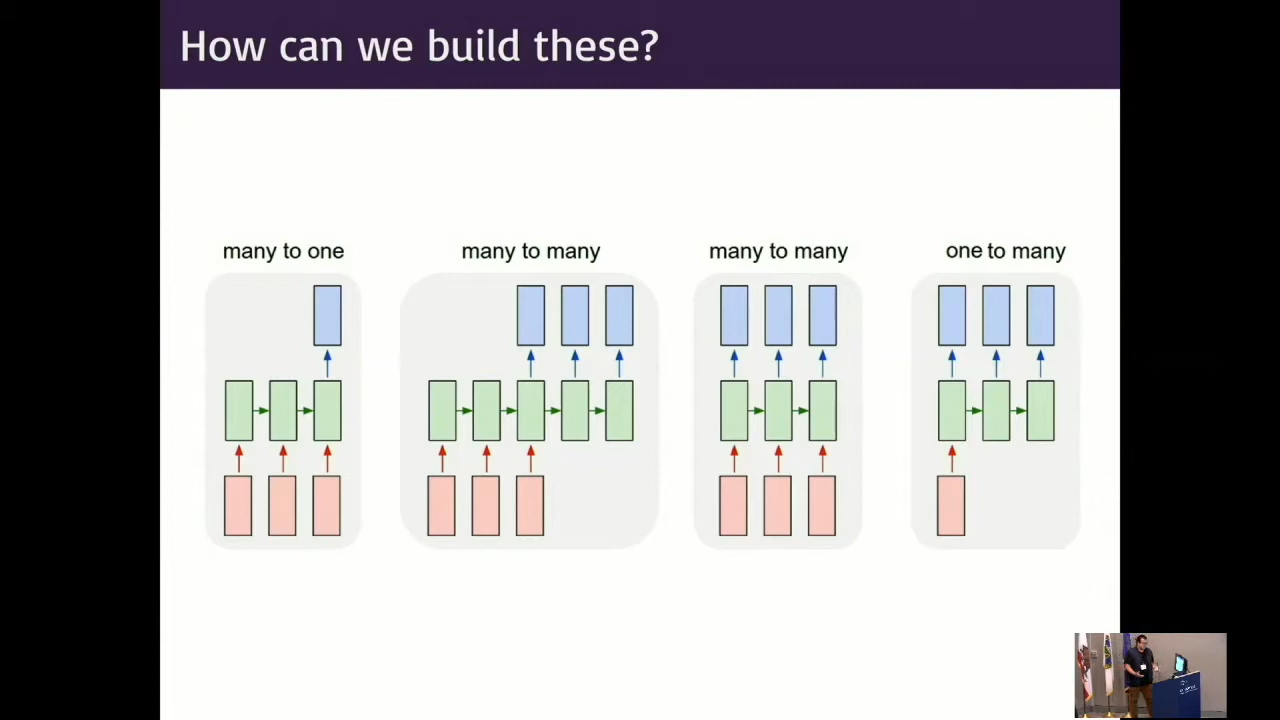 How can we build these?
many to one
many to many
many to many
one to many